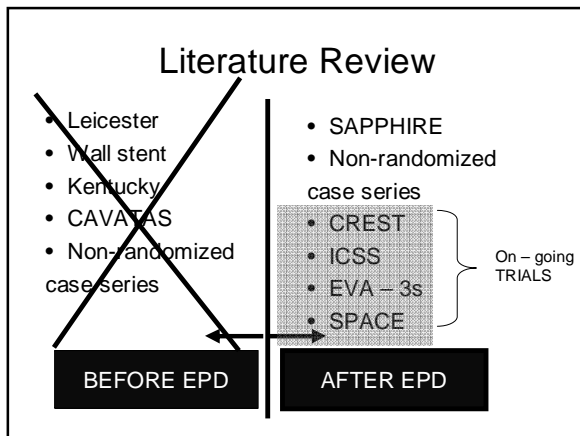 Literature Review
• Leicester
• Wall stent
• Kentucky
• CAVATAS
• Non-randomized
case series
BEFORE EPD
• SAPPHIRE
• Non-randomized
case series
• CREST
• ICSS
• EVA – 3s
• SPACE
On – going
TRIALS
AFTER EPD